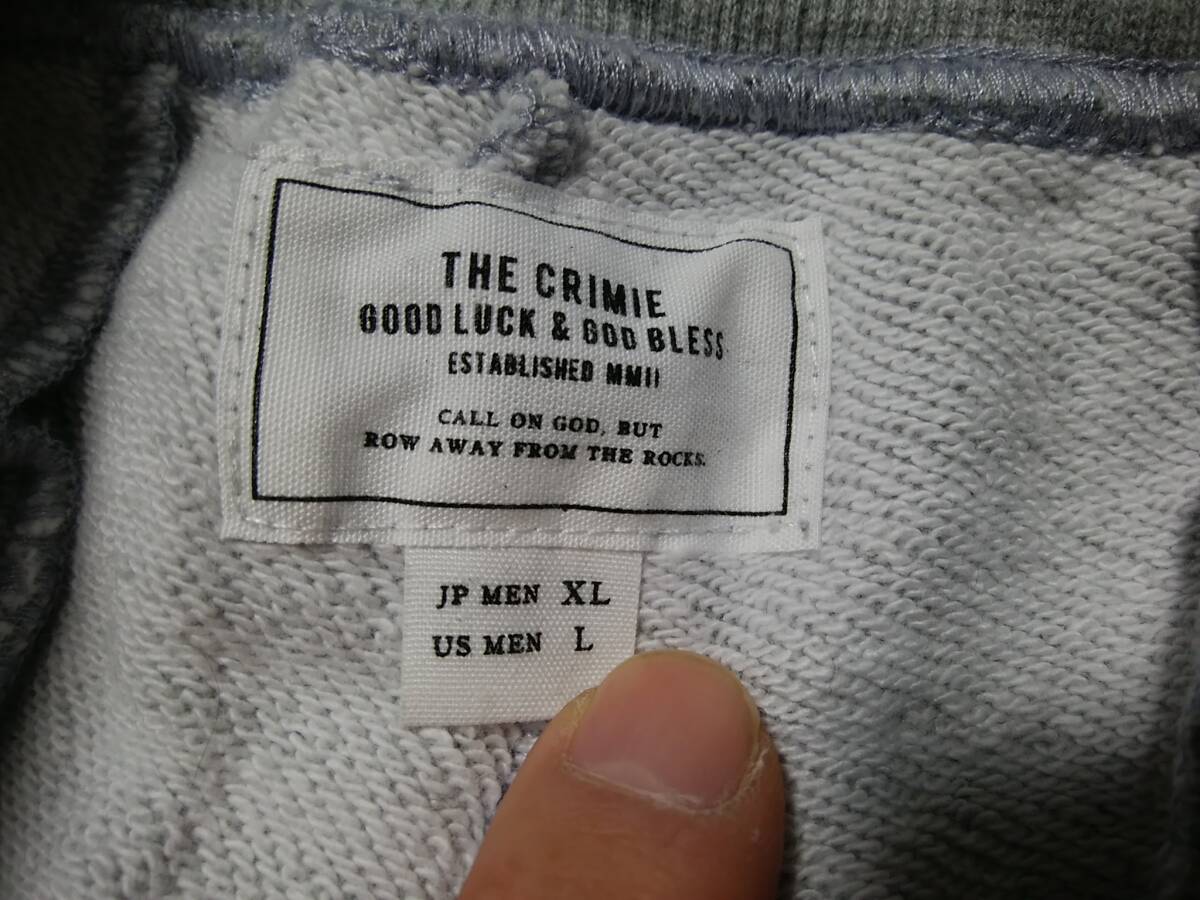 THE CRIMIE
GOOD LUCK & GOD BLESS
ESTABLISHED MMII
CALL ON GOD, BUT
ROW AWAY FROM THE ROCKS.
JP MEN XL
US MEN L